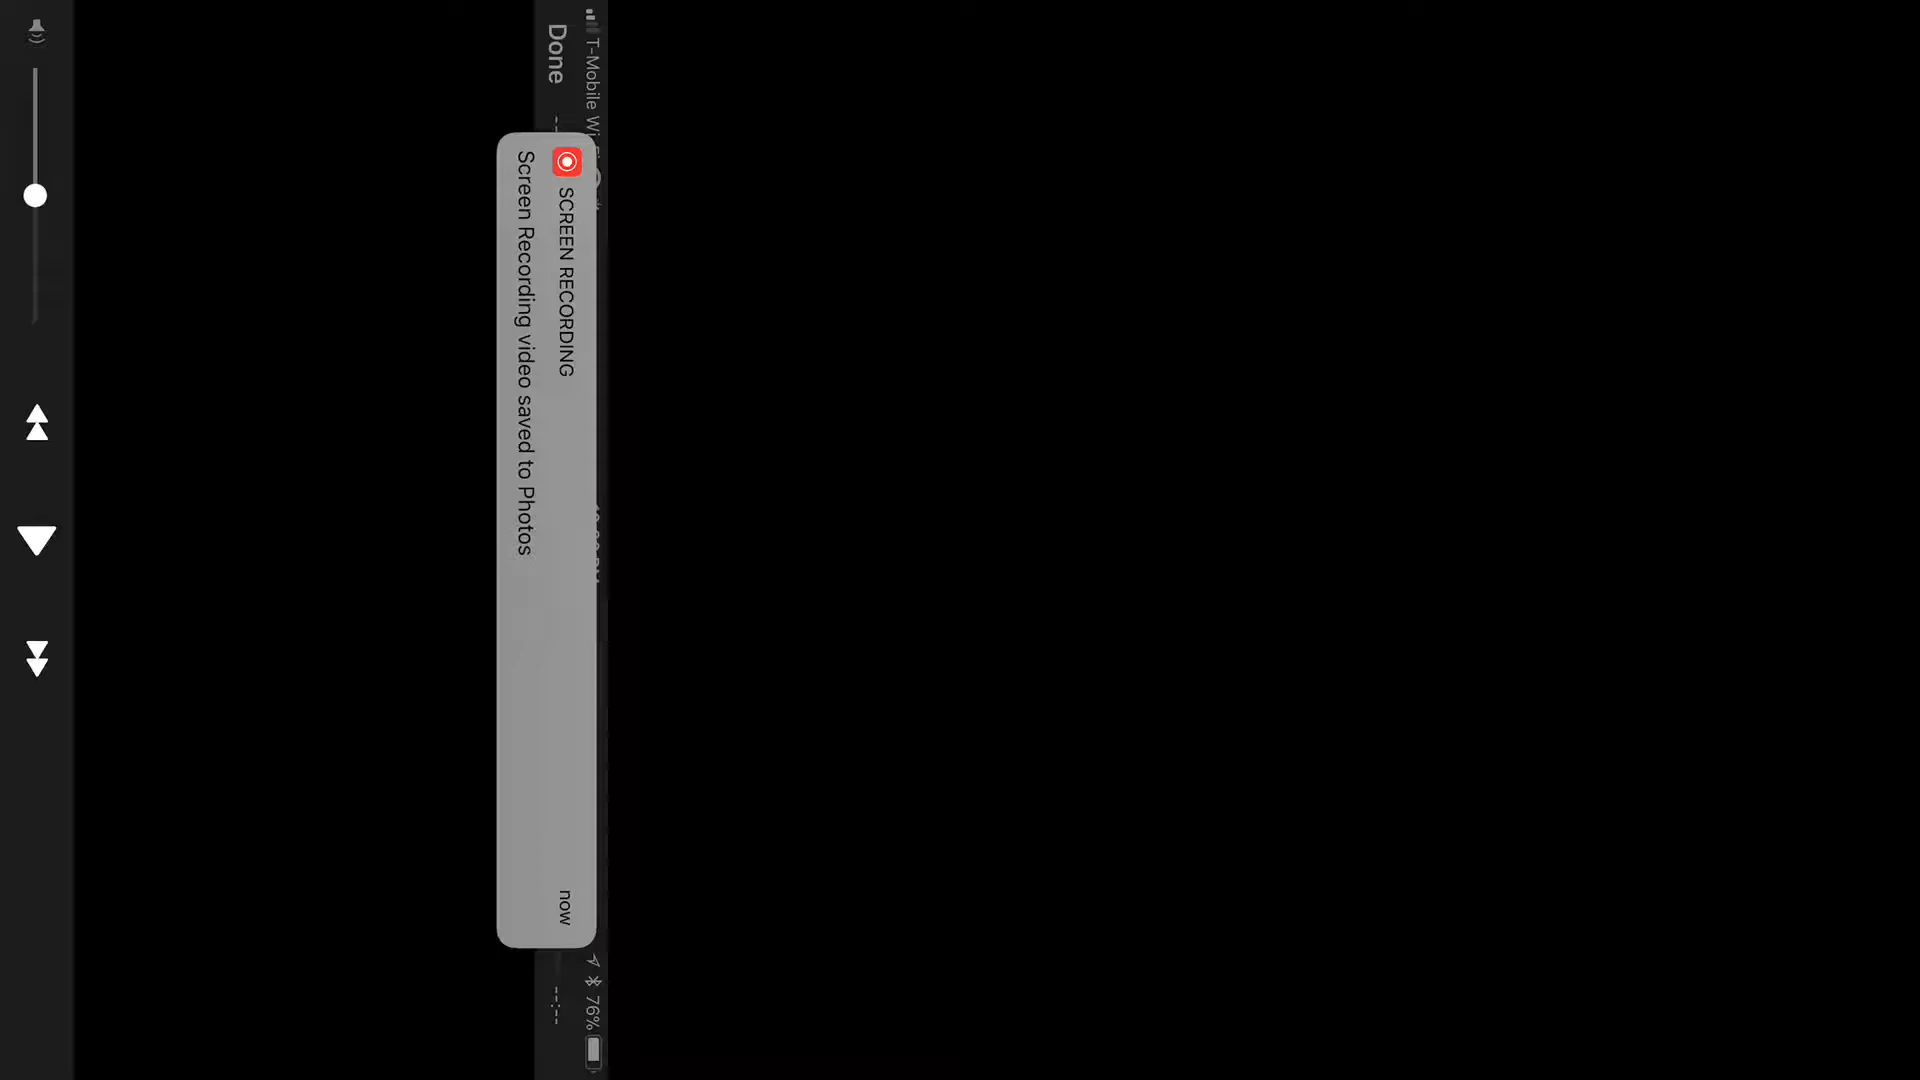 T-Mobile Wi-Fi
76%
Done
--:--
SCREEN RECORDING
now
Screen Recording video saved to Photos